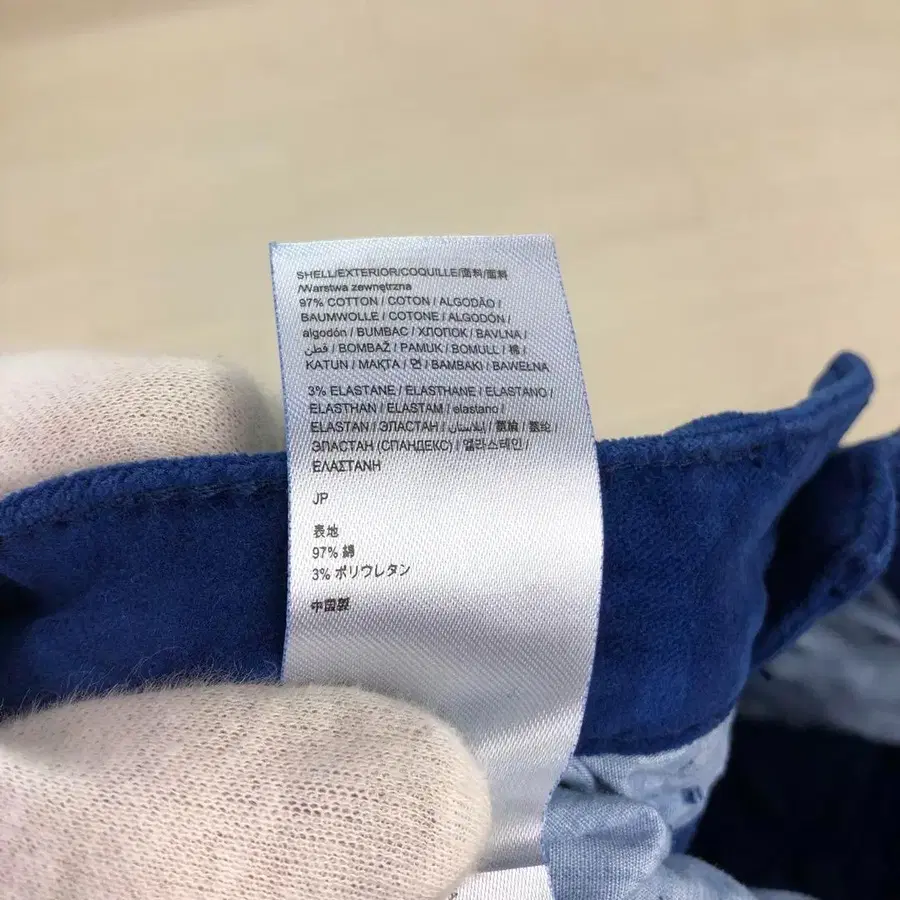 SHELL/EXTERIOR/COQUILLE/面料/面料
/Warstwa zewnętrzna
97% COTTON / COTON / ALGODÃO /
BAUMWOLLE / COTONE / ALGODÓN /
algodón / BUMBAC / ХЛОПОК / BAVLNA /
قطن / BOMBAŽ / PAMUK / BOMULL / 棉 /
KATUN / МАҚТА / 면 / BAMBAKI / BAWEŁNA
3% ELASTANE / ELASTHANE / ELASTANO /
ELASTHAN / ELASTAM / elastano /
ELASTAN / ЭЛАСТАН / إيلاستان / 氨綸 / 氨纶
ЭЛАСТАН (СПАНДЕКС) / 엘라스테인 /
ΕΛΑΣΤΑΝΗ
JP
表地
97% 綿
3% ポリウレタン
中国製